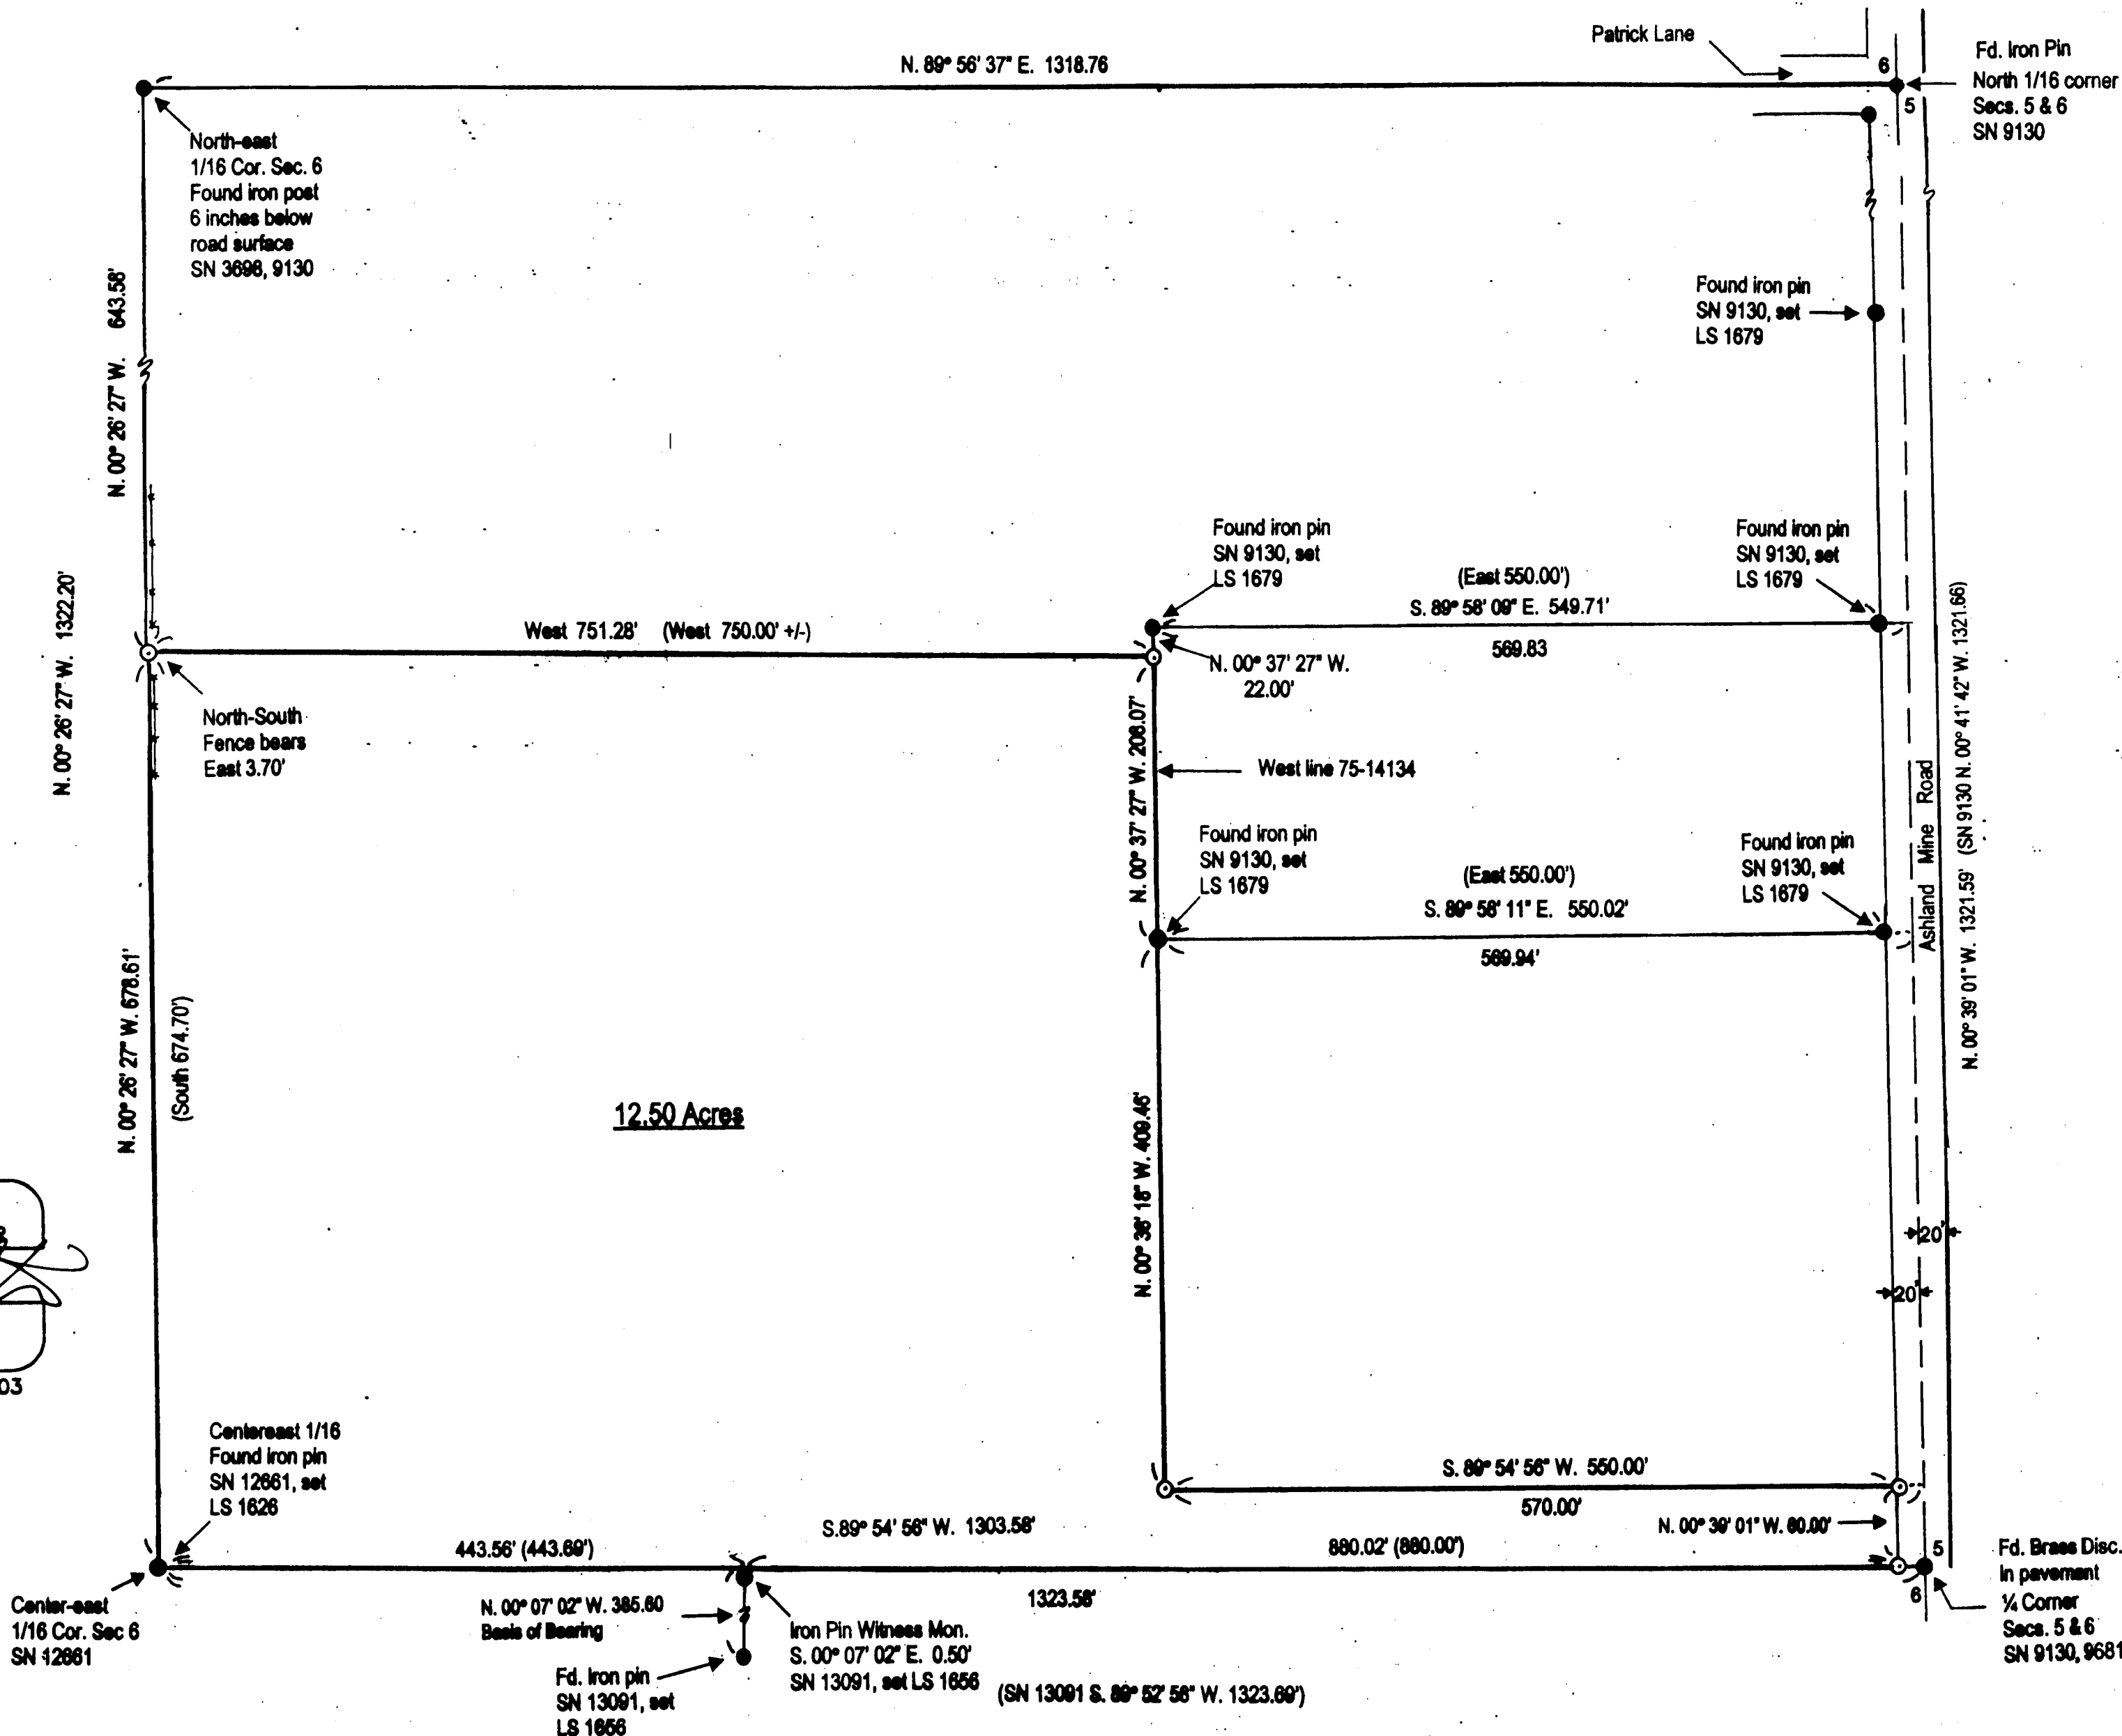 Patrick Lane
N. 89° 56' 37" E. 1318.76
6
5
Fd. Iron Pin
North 1/16 corner
Secs. 5 & 6
SN 9130
North-east
1/16 Cor. Sec. 6
Found iron post
6 inches below
road surface
SN 3698, 9130
N. 00° 26' 27" W. 643.58'
Found iron pin
SN 9130, set
LS 1679
Found iron pin
SN 9130, set
LS 1679
Found iron pin
SN 9130, set
LS 1679
(East 550.00')
S. 89° 58' 09" E. 549.71'
569.83
N. 00° 26' 27" W. 1322.20'
West 751.28' (West 750.00' +/-)
N. 00° 37' 27" W.
22.00'
North-South
Fence bears
East 3.70'
N. 00° 37' 27" W. 208.07'
West line 75-14134
Found iron pin
SN 9130, set
LS 1679
Found iron pin
SN 9130, set
LS 1679
(East 550.00')
S. 89° 58' 11" E. 550.02'
569.94'
Ashland Mine Road
N. 00° 39' 01" W. 1321.59' (SN 9130 N. 00° 41' 42" W. 1321.66)
N. 00° 26' 27" W. 678.61'
(South 674.70')
12.50 Acres
N. 00° 36' 18" W. 409.46'
20'
20'
03
Centereast 1/16
Found iron pin
SN 12661, set
LS 1626
S. 89° 54' 56" W. 550.00'
570.00'
N. 00° 39' 01" W. 60.00'
S.89° 54' 56" W. 1303.58'
443.56' (443.69')
880.02' (880.00')
1323.58'
5
6
Fd. Brass Disc.
In pavement
¼ Corner
Secs. 5 & 6
SN 9130, 9681
Center-east
1/16 Cor. Sec 6
SN 12661
N. 00° 07' 02" W. 385.60
Basis of Bearing
Iron Pin Witness Mon.
S. 00° 07' 02" E. 0.50'
SN 13091, set LS 1656
Fd. Iron pin
SN 13091, set
LS 1656
(SN 13091 S. 89° 52' 56" W. 1323.69')